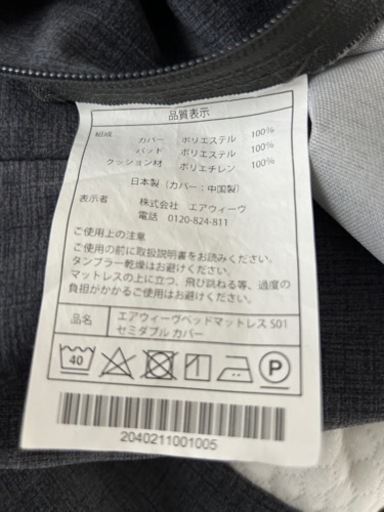 品質表示
組成 カバー ポリエステル 100%
パッド ポリエステル 100%
クッション材 ポリエチレン 100%
日本製（カバー：中国製）
表示者 株式会社 エアウィーヴ
電話 0120-824-811
ご使用上の注意
ご使用の前に取扱説明書をお読みください。
タンブラー乾燥はお避けください。
マットレスの上に立つ、飛び跳ねる等、過度の
負担がかかるご使用はお避けください。
品名 エアウィーヴベッドマットレス S01
セミダブル カバー
40
P
2040211001005